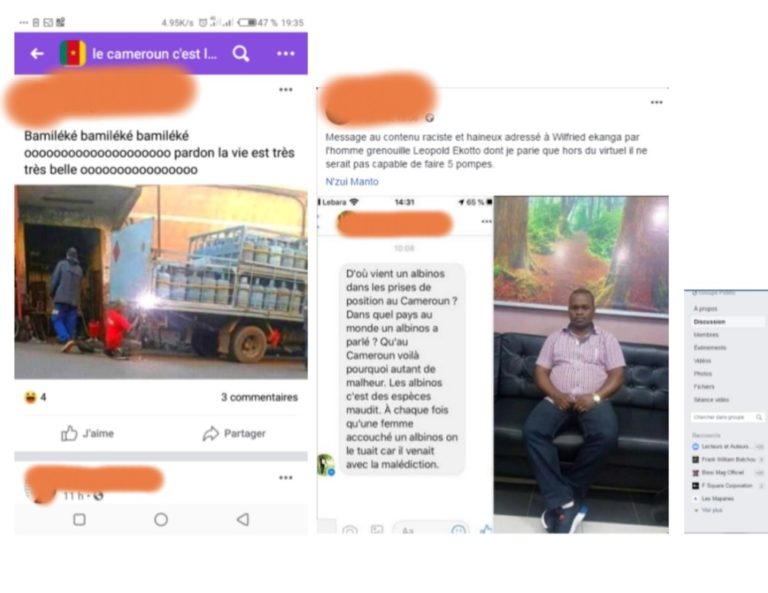 4.95K/s 47 % 19:35
le cameroun c'est l...
Bamiléké bamiléké bamiléké
oooooooooooooooooooo pardon la vie est très
très belle oooooooooooooooo
4
3 commentaires
J'aime
Partager
11 h
Message au contenu raciste et haineux adressé à Wilfried ekanga par
l'homme grenouille Leopold Ekotto dont je parie que hors du virtuel il ne
serait pas capable de faire 5 pompes.
N'zui Manto
Lebara 14:31 65 %
10:08
D'où vient un albinos
dans les prises de
position au Cameroun ?
Dans quel pays au
monde un albinos a
parlé ? Qu'au
Cameroun voilà
pourquoi autant de
malheur. Les albinos
c'est des espèces
maudit. À chaque fois
qu'une femme
accouché un albinos on
le tuait car il venait
avec la malédiction.
Aa
Groupe Public
À propos
Discussion
Membres
Évènements
Vidéos
Photos
Fichiers
Séance vidéo
Chercher dans groupe
Raccourcis
Lecteurs et Auteurs...
Frank William Batchou
Bwai Mag Officiel
F Square Corporation
Les Mapanes
Voir plus